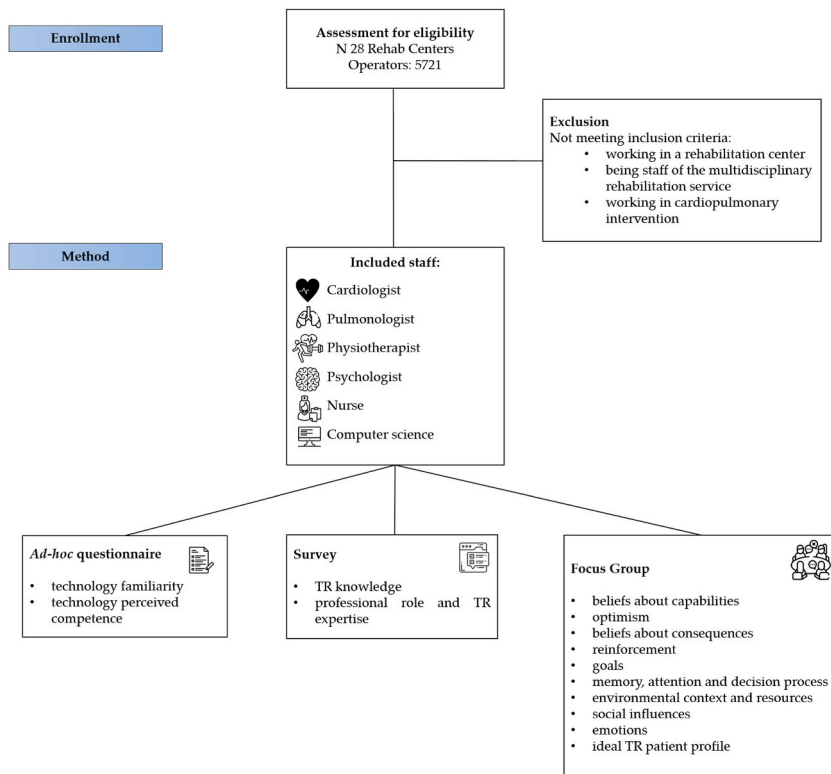 Enrollment
Assessment for eligibility
N 28 Rehab Centers
Operators: 5721
Exclusion
Not meeting inclusion criteria:
• working in a rehabilitation center
• being staff of the multidisciplinary
rehabilitation service
• working in cardiopulmonary
intervention
Method
Included staff:
Cardiologist
Pulmonologist
Physiotherapist
Psychologist
Nurse
Computer science
Ad-hoc questionnaire
• technology familiarity
• technology perceived
competence
Survey
• TR knowledge
• professional role and TR
expertise
Focus Group
• beliefs about capabilities
• optimism
• beliefs about consequences
• reinforcement
• goals
• memory, attention and decision process
• environmental context and resources
• social influences
• emotions
• ideal TR patient profile